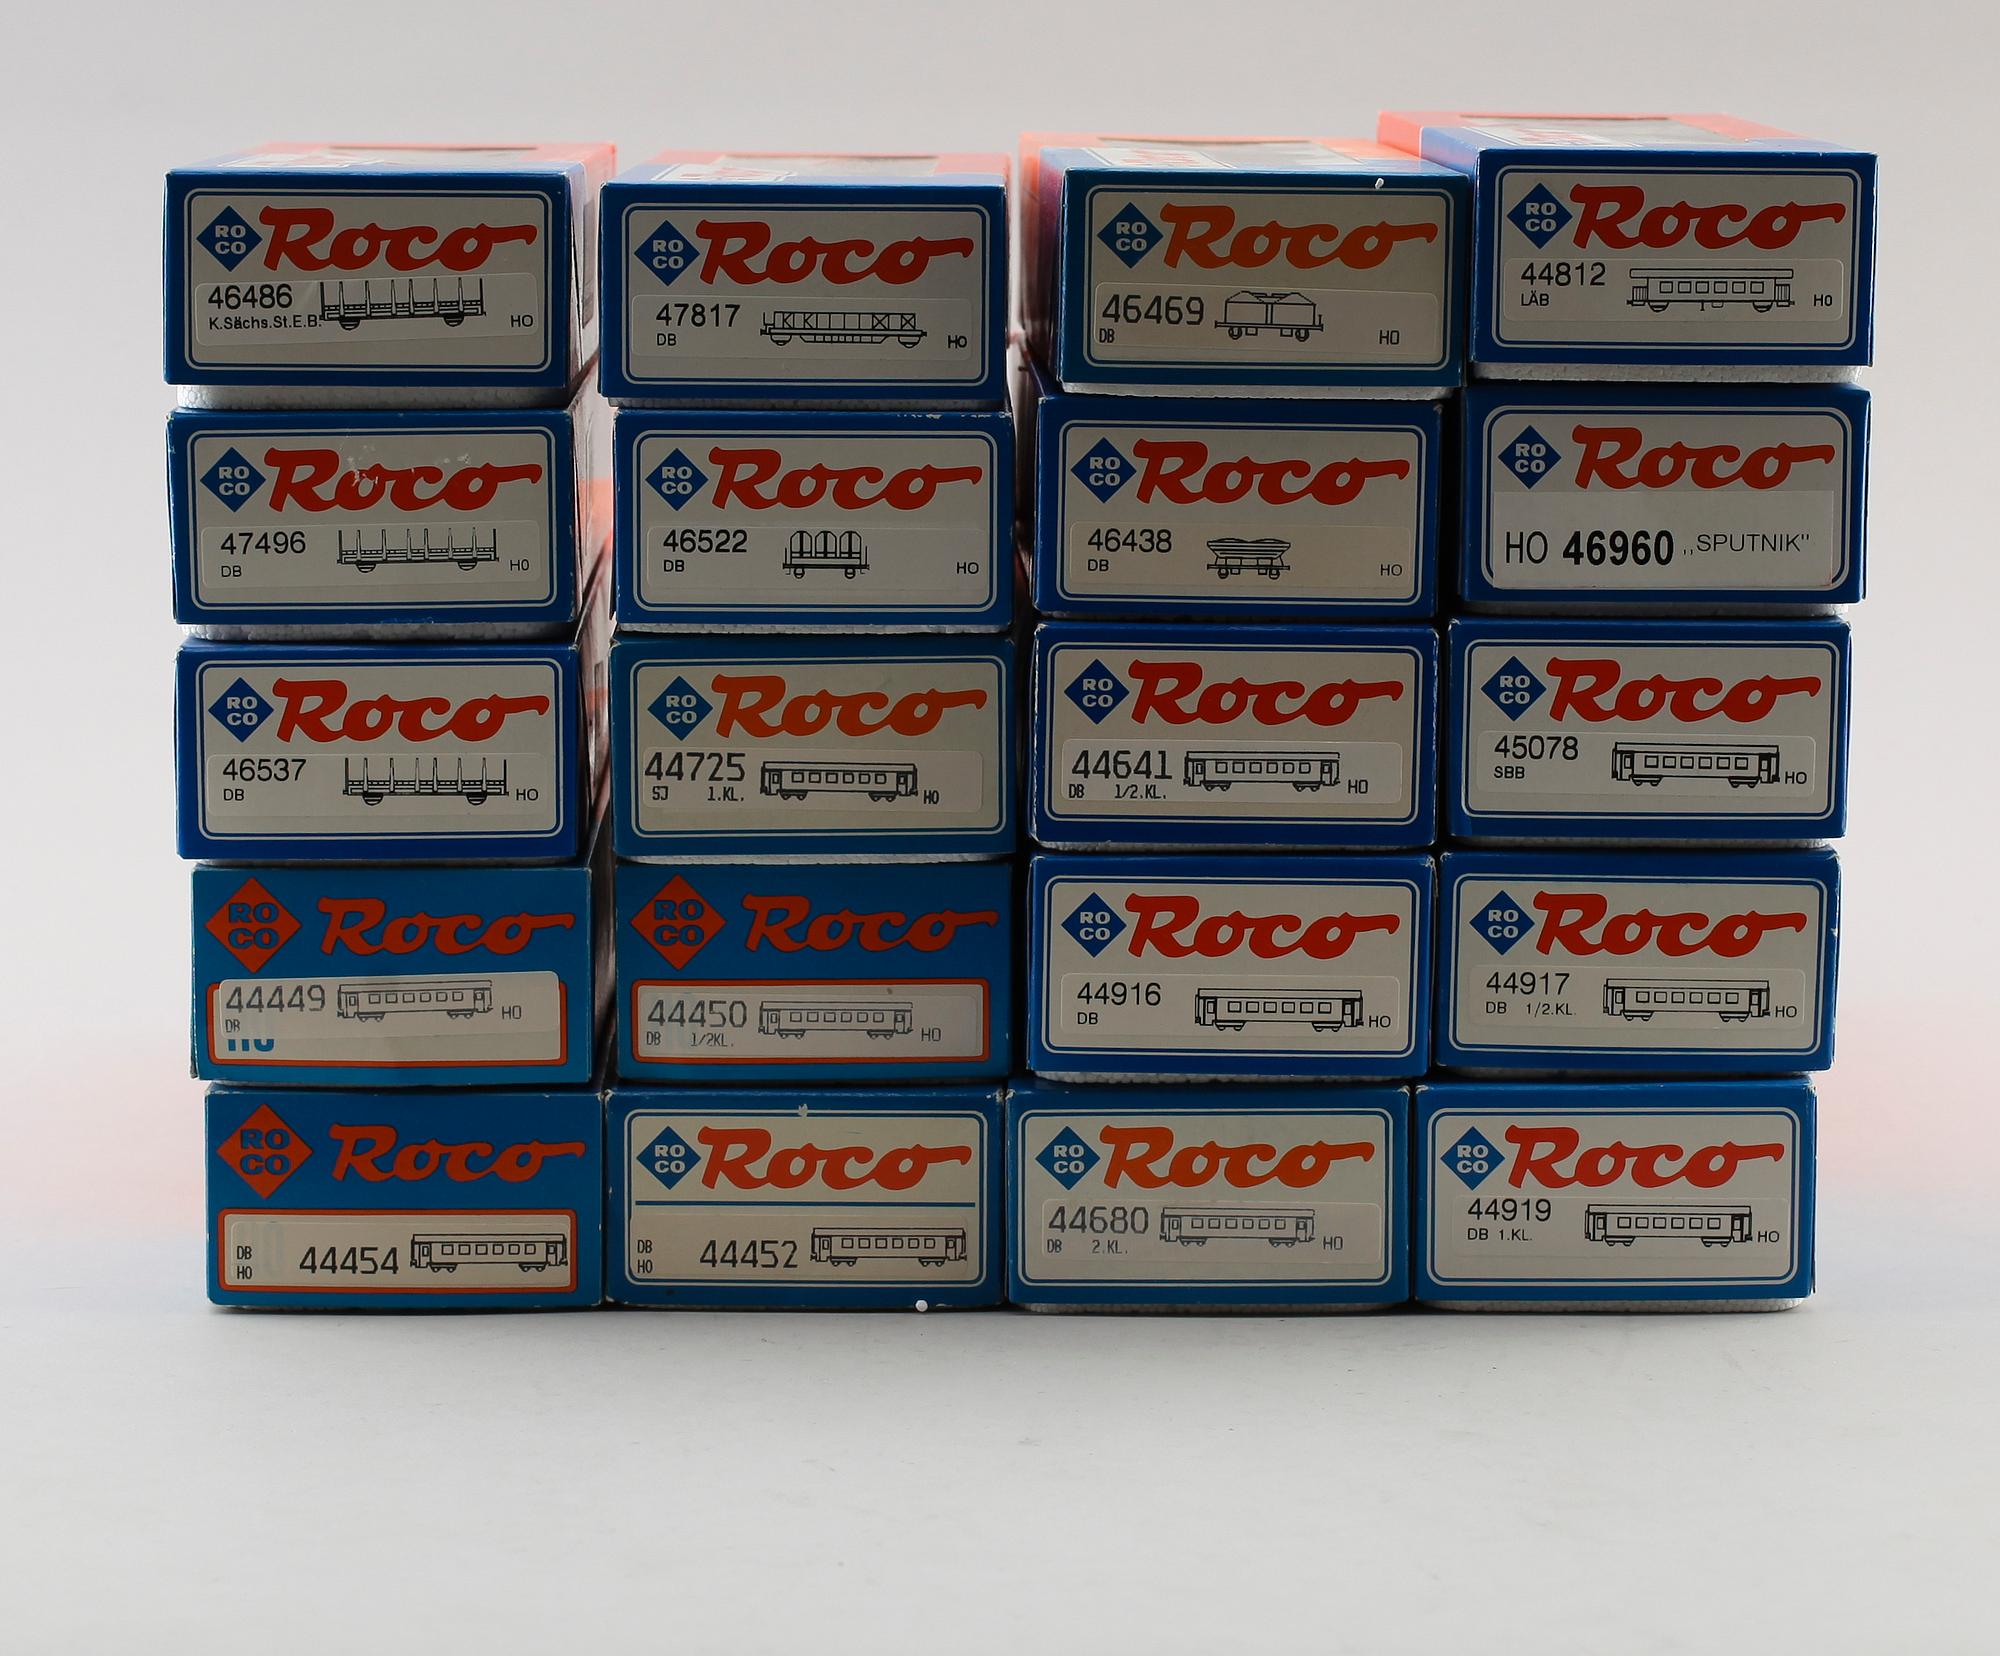 RO
CO
Roco
46486
K.Sächs.St.E.B.
HO
RO
CO
Roco
47817
DB
HO
RO
CO
Roco
46469
DB
HO
RO
CO
Roco
44812
LÄB
HO
RO
CO
Roco
47496
DB
HO
RO
CO
Roco
46522
DB
HO
RO
CO
Roco
46438
DB
HO
RO
CO
Roco
HO 46960 „SPUTNIK"
RO
CO
Roco
46537
DB
HO
RO
CO
Roco
44725
SJ 1.KL.
HO
RO
CO
Roco
44641
DB 1/2.KL.
HO
RO
CO
Roco
45078
SBB
HO
RO
CO
Roco
44449
DB
HO
HO
RO
CO
Roco
44450
DB 1/2KL.
HO
RO
CO
Roco
44916
DB
HO
RO
CO
Roco
44917
DB 1/2.KL.
HO
RO
CO
Roco
DB
HO
44454
RO
CO
Roco
DB
HO
44452
RO
CO
Roco
44680
DB 2.KL.
HO
RO
CO
Roco
44919
DB 1.KL.
HO